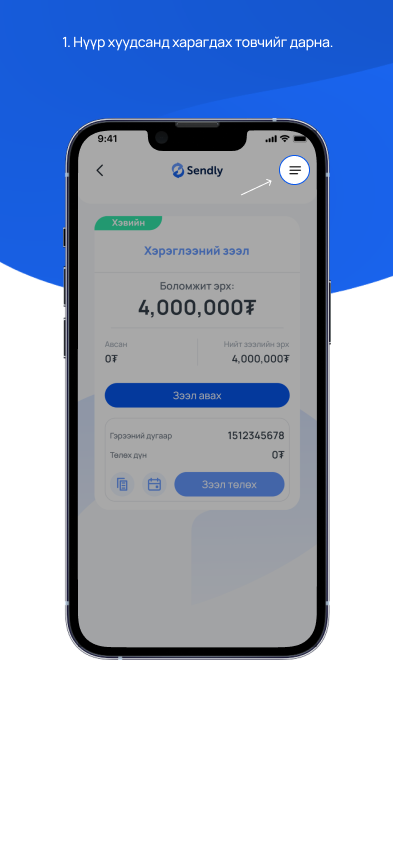 1. Нүүр хуудсанд харагдах товчийг дарна.
9:41
Sendly
Хэвийн
Хэрэглээний зээл
Боломжит эрх:
4,000,000₮
Авсан
Нийт зээлийн эрх
0₮
4,000,000₮
Зээл авах
Гэрээний дугаар
1512345678
Төлөх дүн
0₮
Зээл төлөх